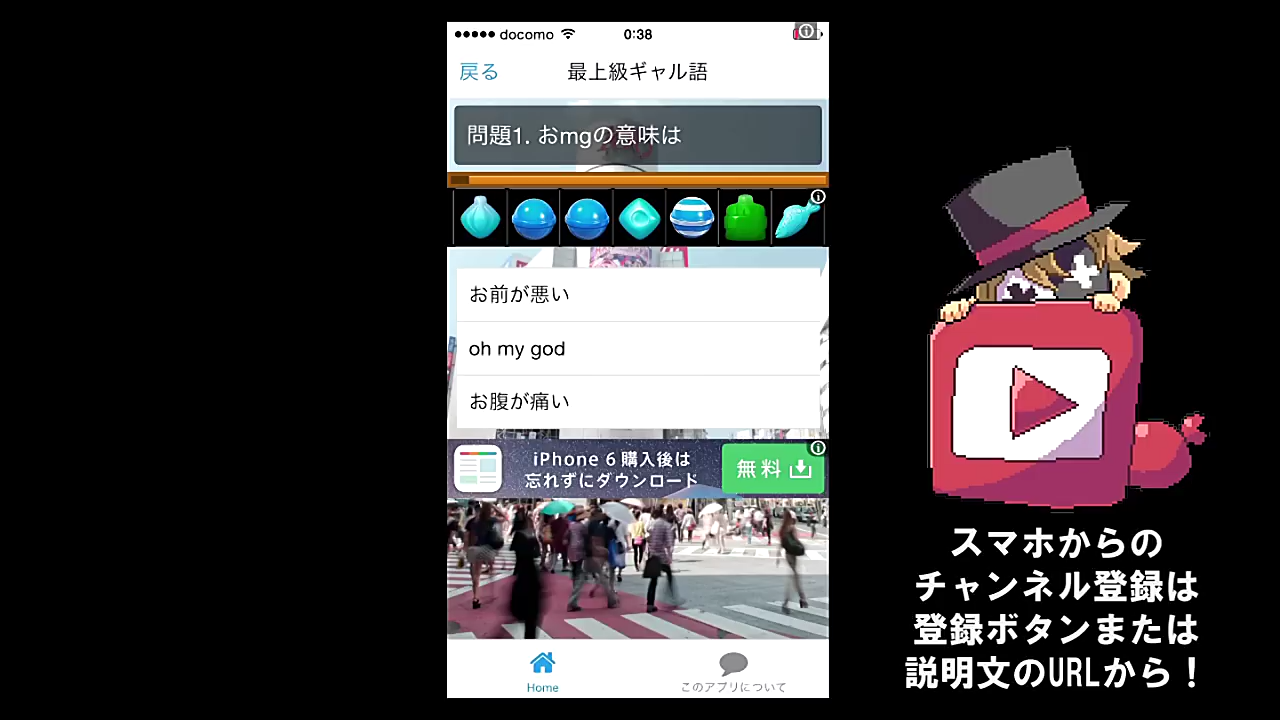 docomo 0:38
戻る 最上級ギャル語
問題1. おmgの意味は
お前が悪い
oh my god
お腹が痛い
iPhone 6 購入後は
忘れずにダウンロード
無料
Home
このアプリについて
スマホからの
チャンネル登録は
登録ボタンまたは
説明文のURLから！